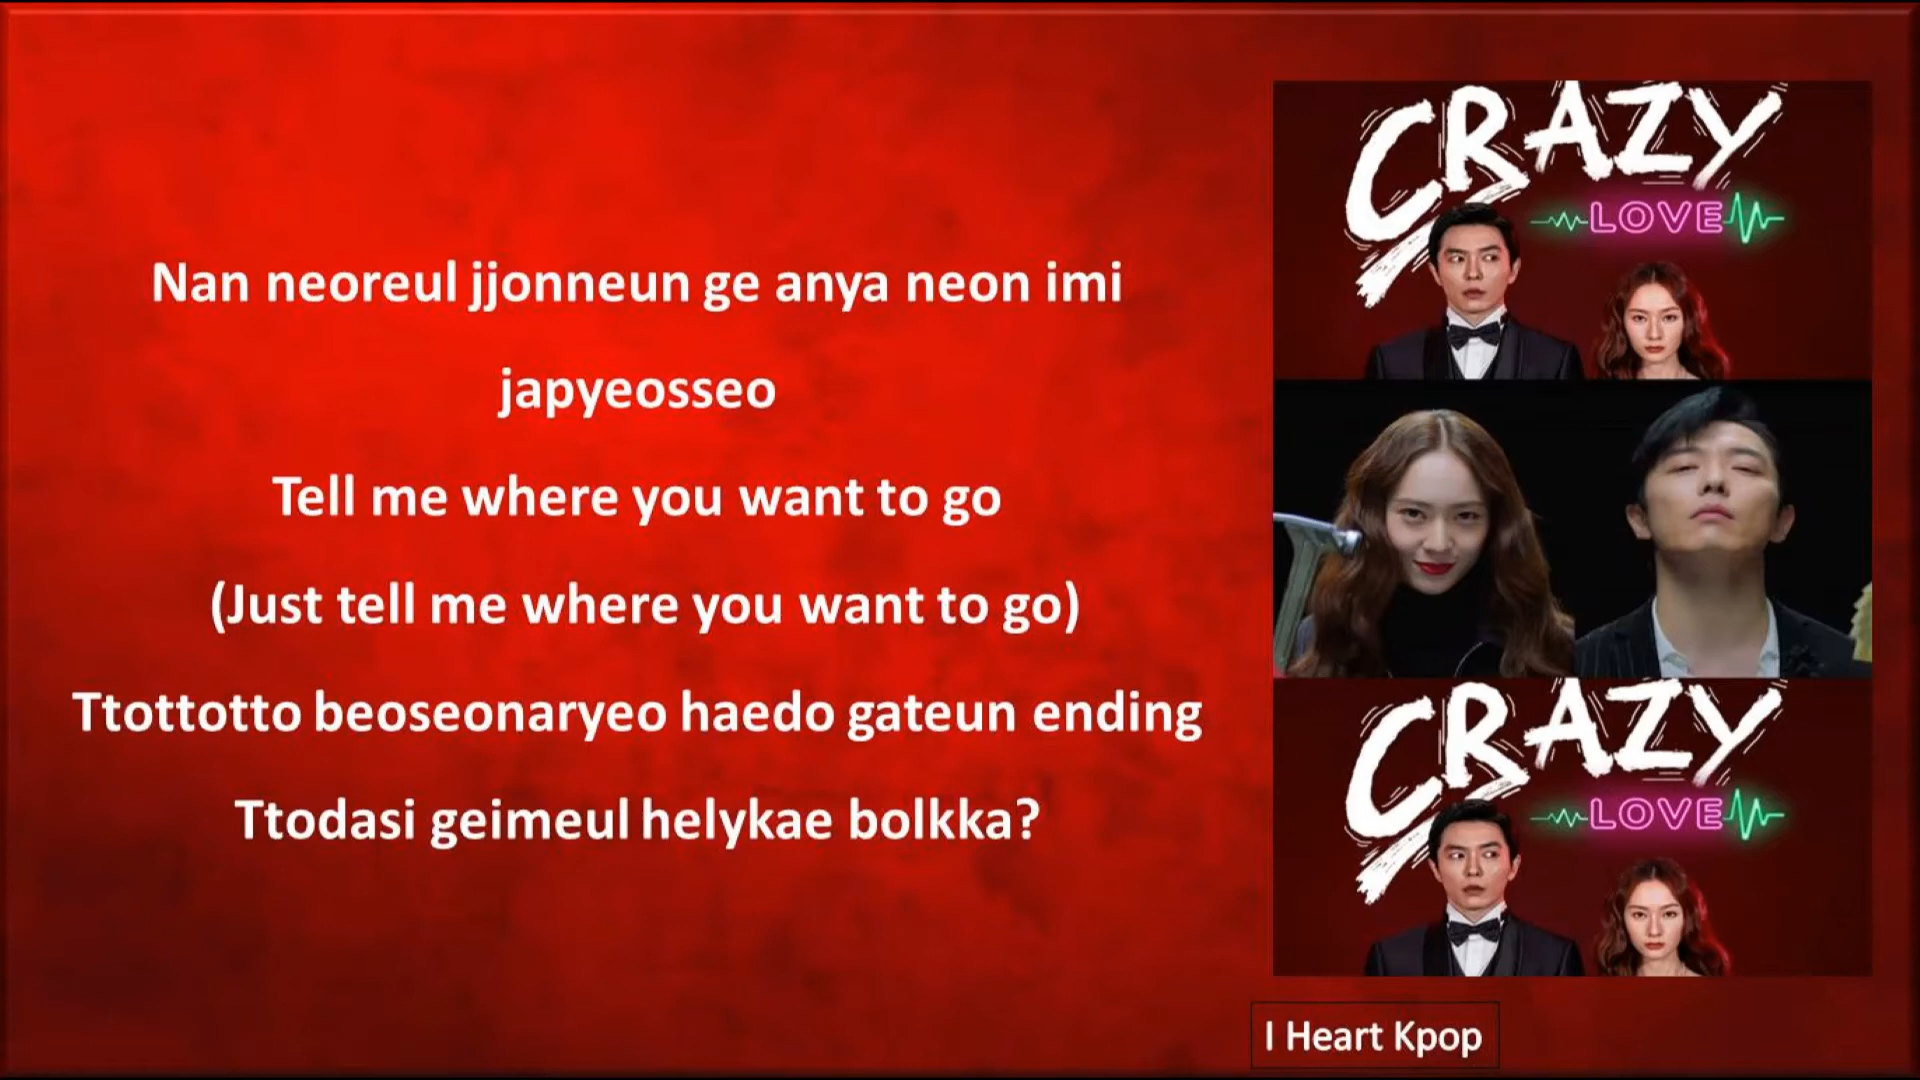 Nan neoreul jjonneun ge anya neon imi
japyeosseo
Tell me where you want to go
(Just tell me where you want to go)
Ttottotto beoseonaryeo haedo gateun ending
Ttodasi geimeul helykae bolkka?
CRAZY
LOVE
CRAZY
LOVE
I Heart Kpop